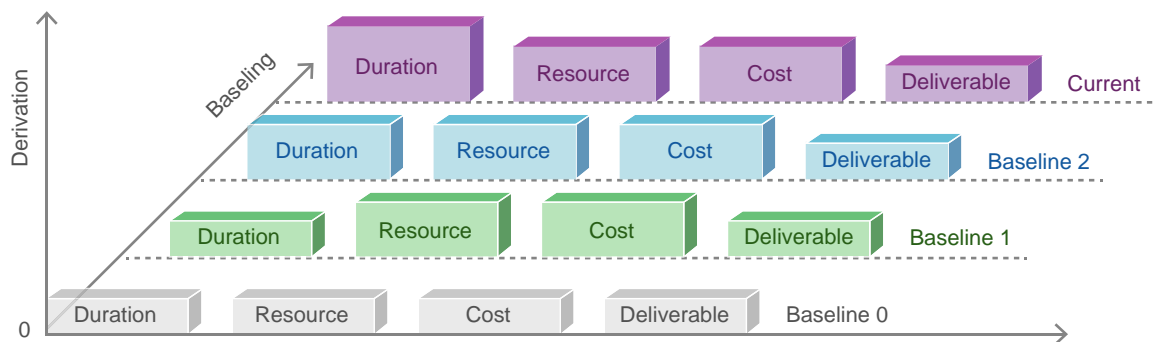 Derivation
Baseling
Duration Resource Cost Deliverable Current
Duration Resource Cost Deliverable Baseline 2
Duration Resource Cost Deliverable Baseline 1
Duration Resource Cost Deliverable Baseline 0
0